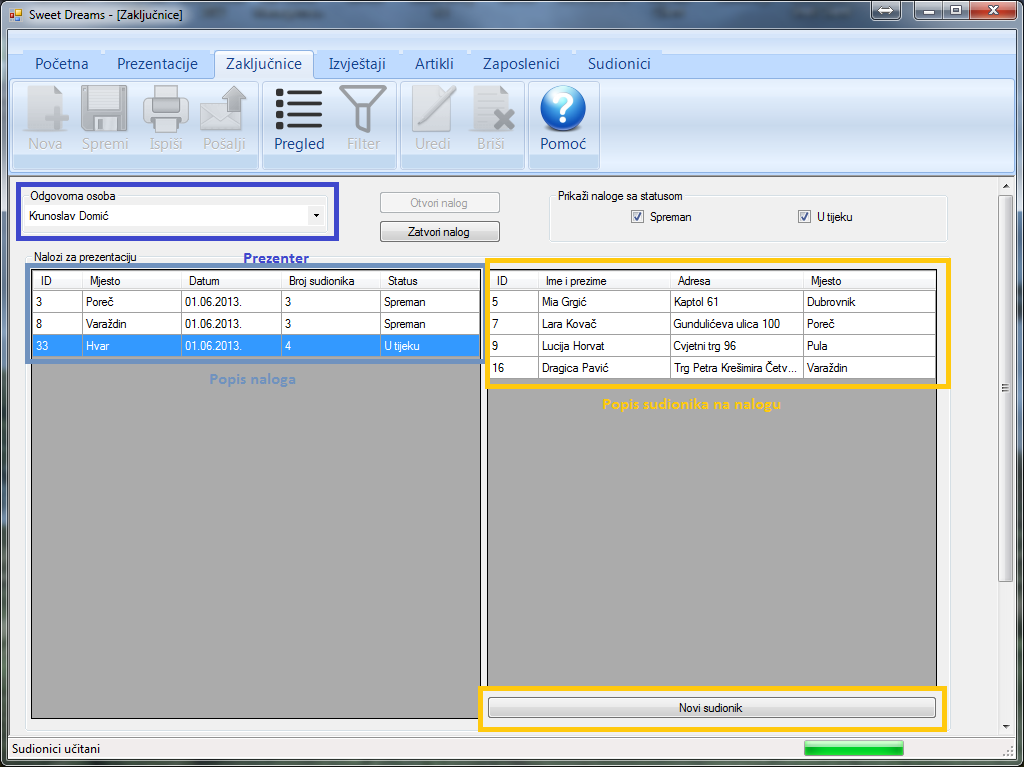 Sweet Dreams - [Zaključnice]
Početna Prezentacije Zaključnice Izvještaji Artikli Zaposlenici Sudionici
Nova Spremi Ispiši Pošalji Pregled Filter Uredi Briši Pomoć
Odgovorna osoba
Krunoslav Domić
Otvori nalog
Zatvori nalog
Prikaži naloge sa statusom
Spreman U tijeku
Nalozi za prezentaciju
Prezenter
ID Mjesto Datum Broj sudionika Status
3 Poreč 01.06.2013. 3 Spreman
8 Varaždin 01.06.2013. 3 Spreman
33 Hvar 01.06.2013. 4 U tijeku
Popis naloga
ID Ime i prezime Adresa Mjesto
5 Mia Grgić Kaptol 61 Dubrovnik
7 Lara Kovač Gundulićeva ulica 100 Poreč
9 Lucija Horvat Cvjetni trg 96 Pula
16 Dragica Pavić Trg Petra Krešimira Četv... Varaždin
Popis sudionika na nalogu
Novi sudionik
Sudionici učitani